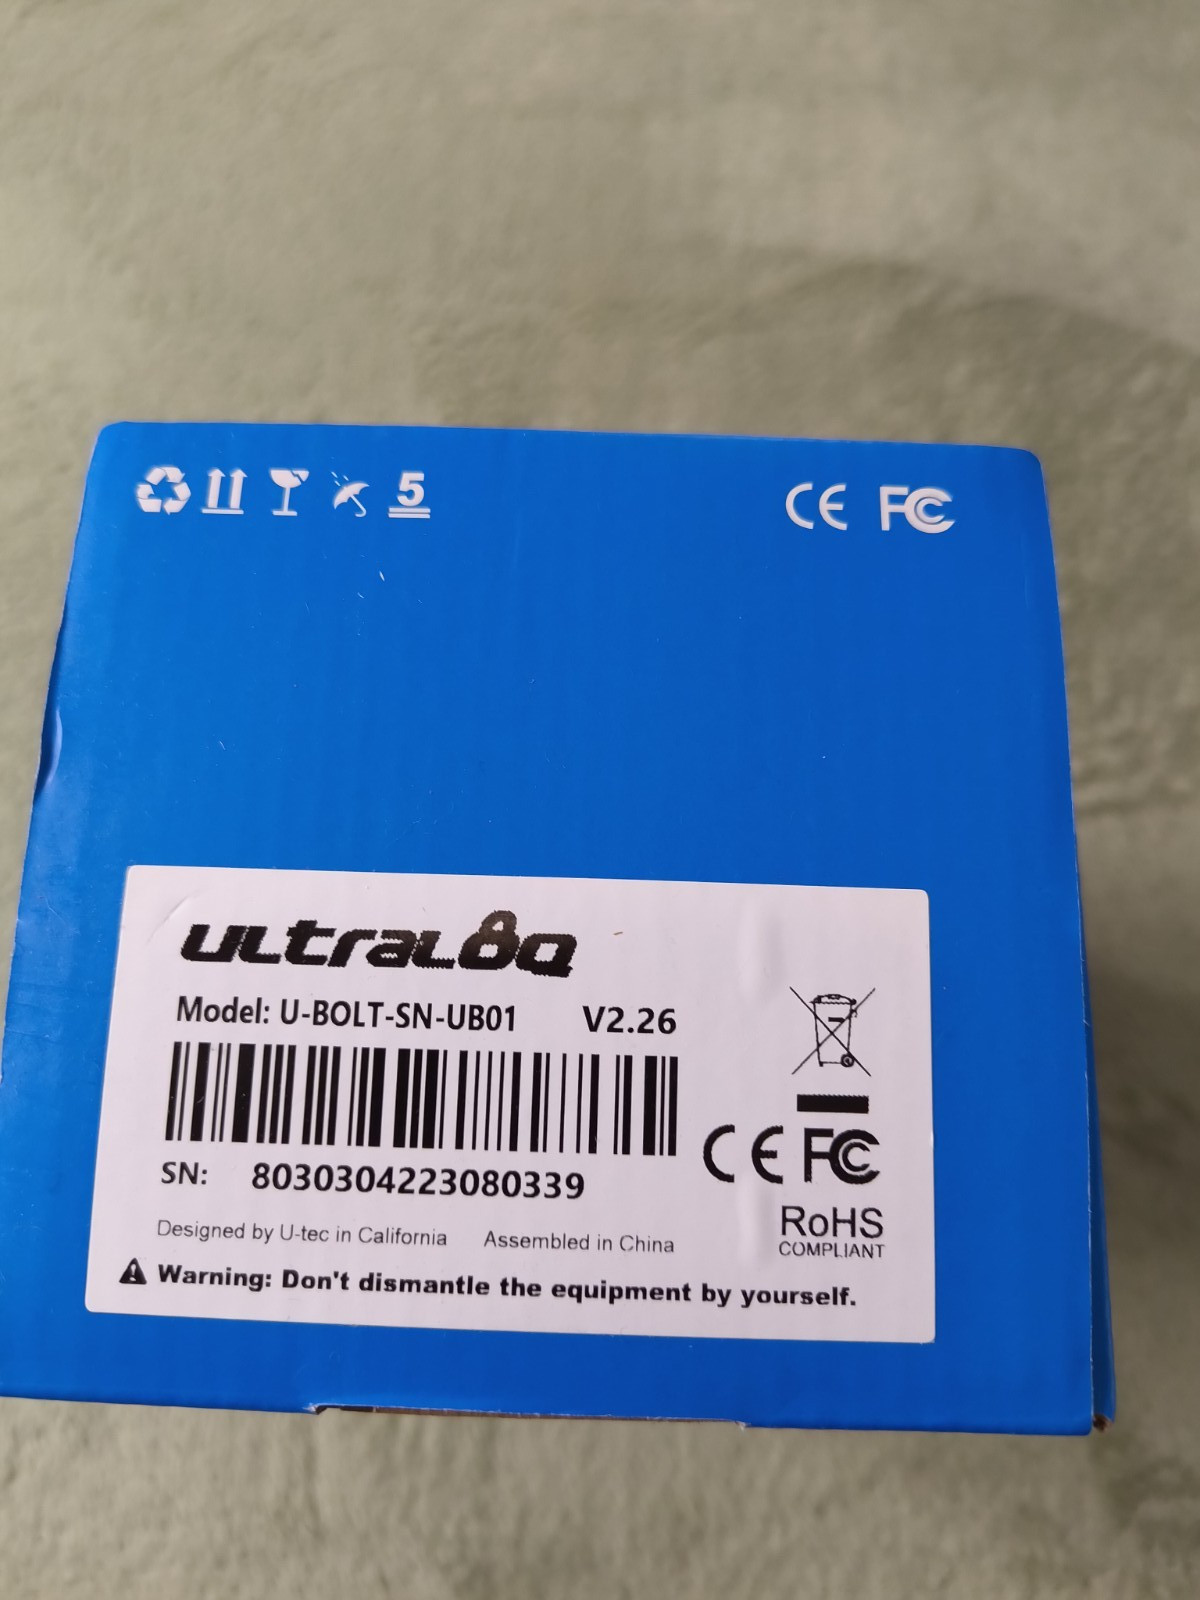 5
CE FC
ultraloq
Model: U-BOLT-SN-UB01 V2.26
CE FC
SN: 8030304223080339
RoHS
COMPLIANT
Designed by U-tec in California Assembled in China
Warning: Don't dismantle the equipment by yourself.